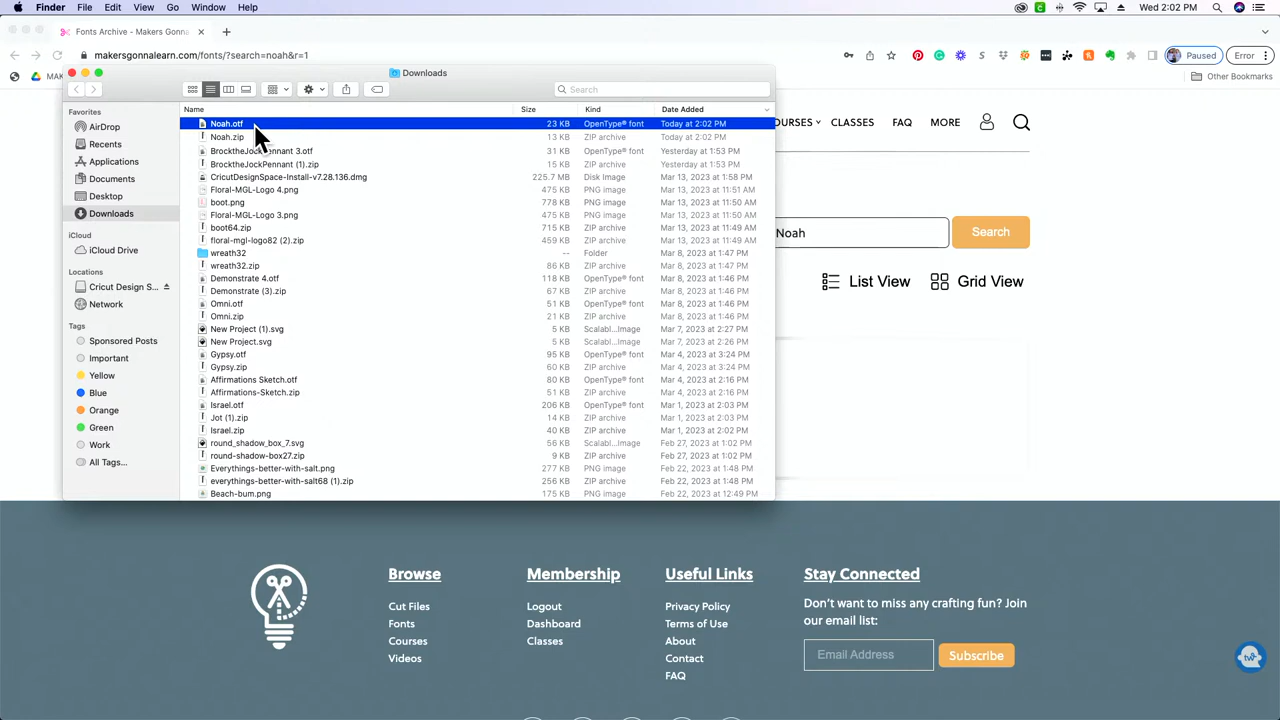 Finder File Edit View Go Window Help Wed 2:02 PM
Fonts Archive - Makers Gonna
makersgonnalearn.com/fonts/?search=noah&r=1 Paused Error
Other Bookmarks
Downloads
Search
Favorites
AirDrop
Recents
Applications
Documents
Desktop
Downloads
iCloud
iCloud Drive
Locations
Cricut Design S...
Network
Tags
Sponsored Posts
Important
Yellow
Blue
Orange
Green
Work
All Tags...
Name Size Kind Date Added
Noah.otf 23 KB OpenType® font Today at 2:02 PM
Noah.zip ZIP archive Today at 2:02 PM
31 KB OpenType® font Yesterday at 1:53 PM
BrocktheJockPennant (1).zip 15 KB ZIP archive Yesterday at 1:53 PM
CricutDesignSpace-Install-v7.28.136.dmg 225.7 MB Disk Image Mar 13, 2023 at 1:58 PM
Floral-MGL-Logo 4.png 475 KB PNG image Mar 13, 2023 at 11:51 AM
boot.png 778 KB PNG image Mar 13, 2023 at 11:50 AM
Floral-MGL-Logo 3.png 475 KB PNG image Mar 13, 2023 at 11:50 AM
boot64.zip 715 KB ZIP archive Mar 13, 2023 at 11:49 AM
floral-mgl-logo82 (2).zip 459 KB ZIP archive Mar 13, 2023 at 11:49 AM
wreath32 -- Folder Mar 8, 2023 at 1:47 PM
wreath32.zip 86 KB ZIP archive Mar 8, 2023 at 1:47 PM
Demonstrate 4.otf 118 KB OpenType® font Mar 8, 2023 at 1:46 PM
Demonstrate (3).zip 67 KB ZIP archive Mar 8, 2023 at 1:46 PM
Omni.otf 51 KB OpenType® font Mar 8, 2023 at 1:46 PM
Omni.zip 21 KB ZIP archive Mar 8, 2023 at 1:46 PM
New Project (1).svg 5 KB Scalabl...Image Mar 7, 2023 at 2:27 PM
New Project.svg 5 KB Scalabl...Image Mar 7, 2023 at 2:26 PM
Gypsy.otf 95 KB OpenType® font Mar 4, 2023 at 3:24 PM
Gypsy.zip 60 KB ZIP archive Mar 4, 2023 at 3:24 PM
Affirmations Sketch.otf 80 KB OpenType® font Mar 4, 2023 at 2:16 PM
Affirmations-Sketch.zip 51 KB ZIP archive Mar 4, 2023 at 2:16 PM
Israel.otf 206 KB OpenType® font Mar 1, 2023 at 2:03 PM
Jot (1).zip 14 KB ZIP archive Mar 1, 2023 at 2:03 PM
Israel.zip 40 KB ZIP archive Mar 1, 2023 at 2:02 PM
round_shadow_box_7.svg 56 KB Scalabl...Image Feb 27, 2023 at 1:02 PM
round-shadow-box27.zip 9 KB ZIP archive Feb 27, 2023 at 1:02 PM
Everythings-better-with-salt.png 277 KB PNG image Feb 22, 2023 at 1:48 PM
everythings-better-with-salt68 (1).zip 256 KB ZIP archive Feb 22, 2023 at 1:48 PM
Beach-bum.png 175 KB PNG image Feb 22, 2023 at 12:49 PM
OURSES CLASSES FAQ MORE
Noah Search
List View Grid View
Browse
Cut Files
Fonts
Courses
Videos
Membership
Logout
Dashboard
Classes
Useful Links
Privacy Policy
Terms of Use
About
Contact
FAQ
Stay Connected
Don't want to miss any crafting fun? Join
our email list:
Email Address Subscribe